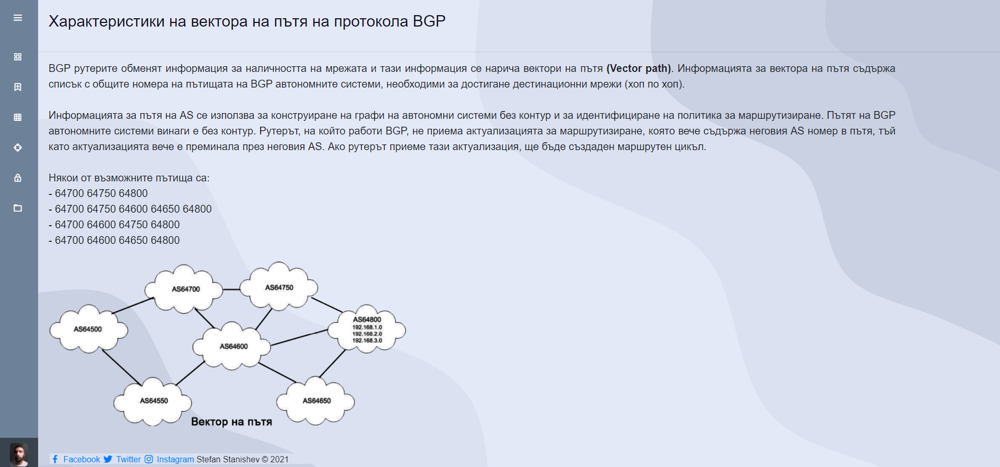 Характеристики на вектора на пътя на протокола BGP
BGP рутерите обменят информация за наличността на мрежата и тази информация се нарича вектори на пътя (Vector path). Информацията за вектора на пътя съдържа
списък с общите номера на пътищата на BGP автономните системи, необходими за достигане дестинационни мрежи (хоп по хоп).
Информацията за пътя на AS се използва за конструиране на графи на автономни системи без контур и за идентифициране на политика за маршрутизиране. Пътят на BGP
автономните системи винаги е без контур. Рутерът, на който работи BGP, не приема актуализацията за маршрутизиране, която вече съдържа неговия AS номер в пътя, тъй
като актуализацията вече е преминала през неговия AS. Ако рутерът приеме тази актуализация, ще бъде създаден маршрутен цикъл.
Някои от възможните пътища са:
- 64700 64750 64800
- 64700 64750 64600 64650 64800
- 64700 64600 64750 64800
- 64700 64600 64650 64800
AS64700
AS64750
AS64500
AS64600
AS64800
192.168.1.0
192.168.2.0
192.168.3.0
AS64550
AS64650
Вектор на пътя
Facebook Twitter Instagram Stefan Stanishev © 2021